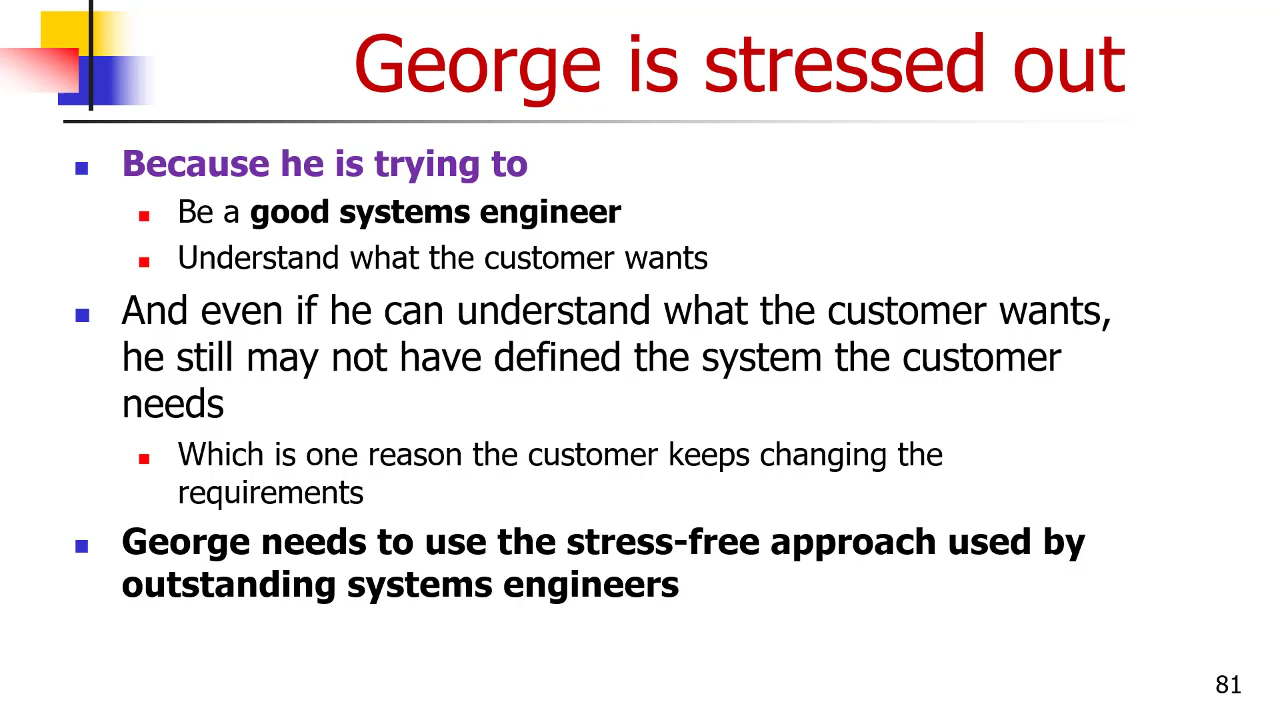 George is stressed out
Because he is trying to
Be a good systems engineer
Understand what the customer wants
And even if he can understand what the customer wants,
he still may not have defined the system the customer
needs
Which is one reason the customer keeps changing the
requirements
George needs to use the stress-free approach used by
outstanding systems engineers
81